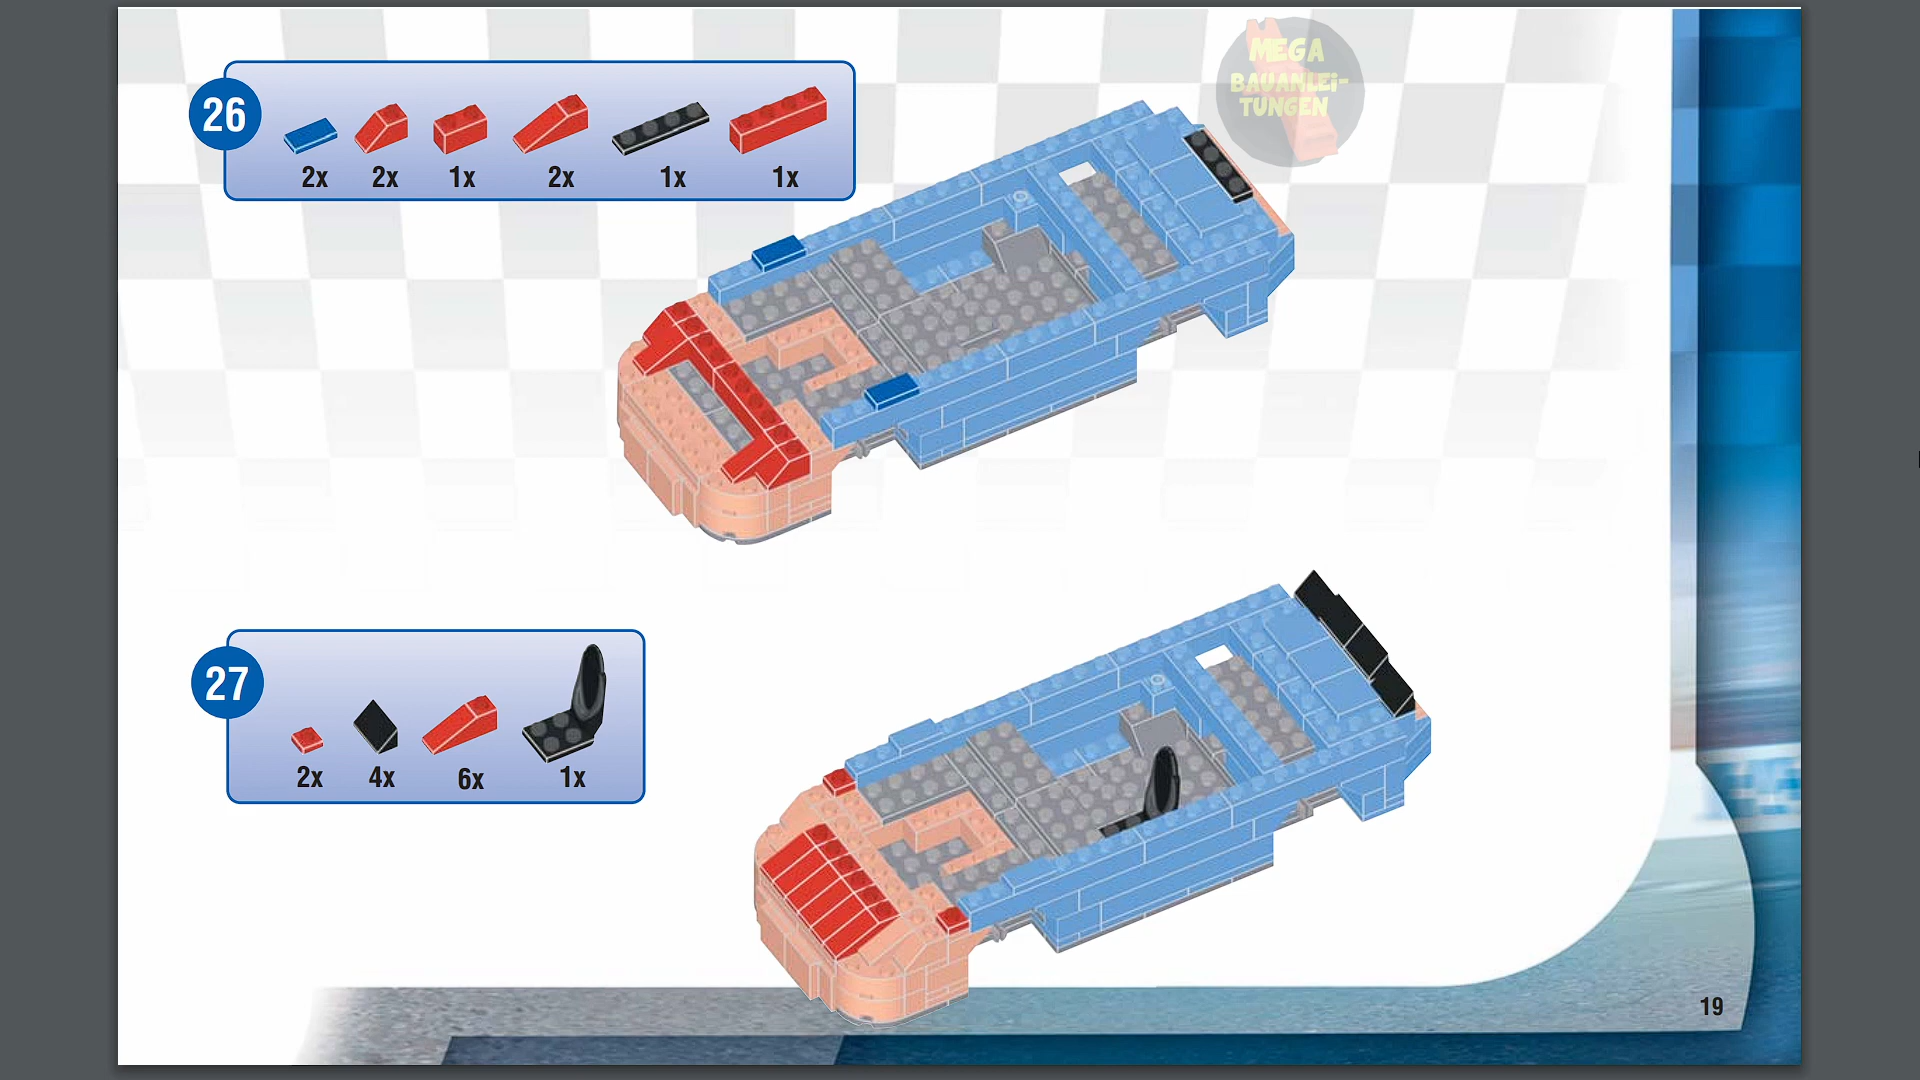 MEGA
BAUANLEi-
TUNGEN
26
2x 2x 1x 2x 1x 1x
27
2x 4x 6x 1x
19